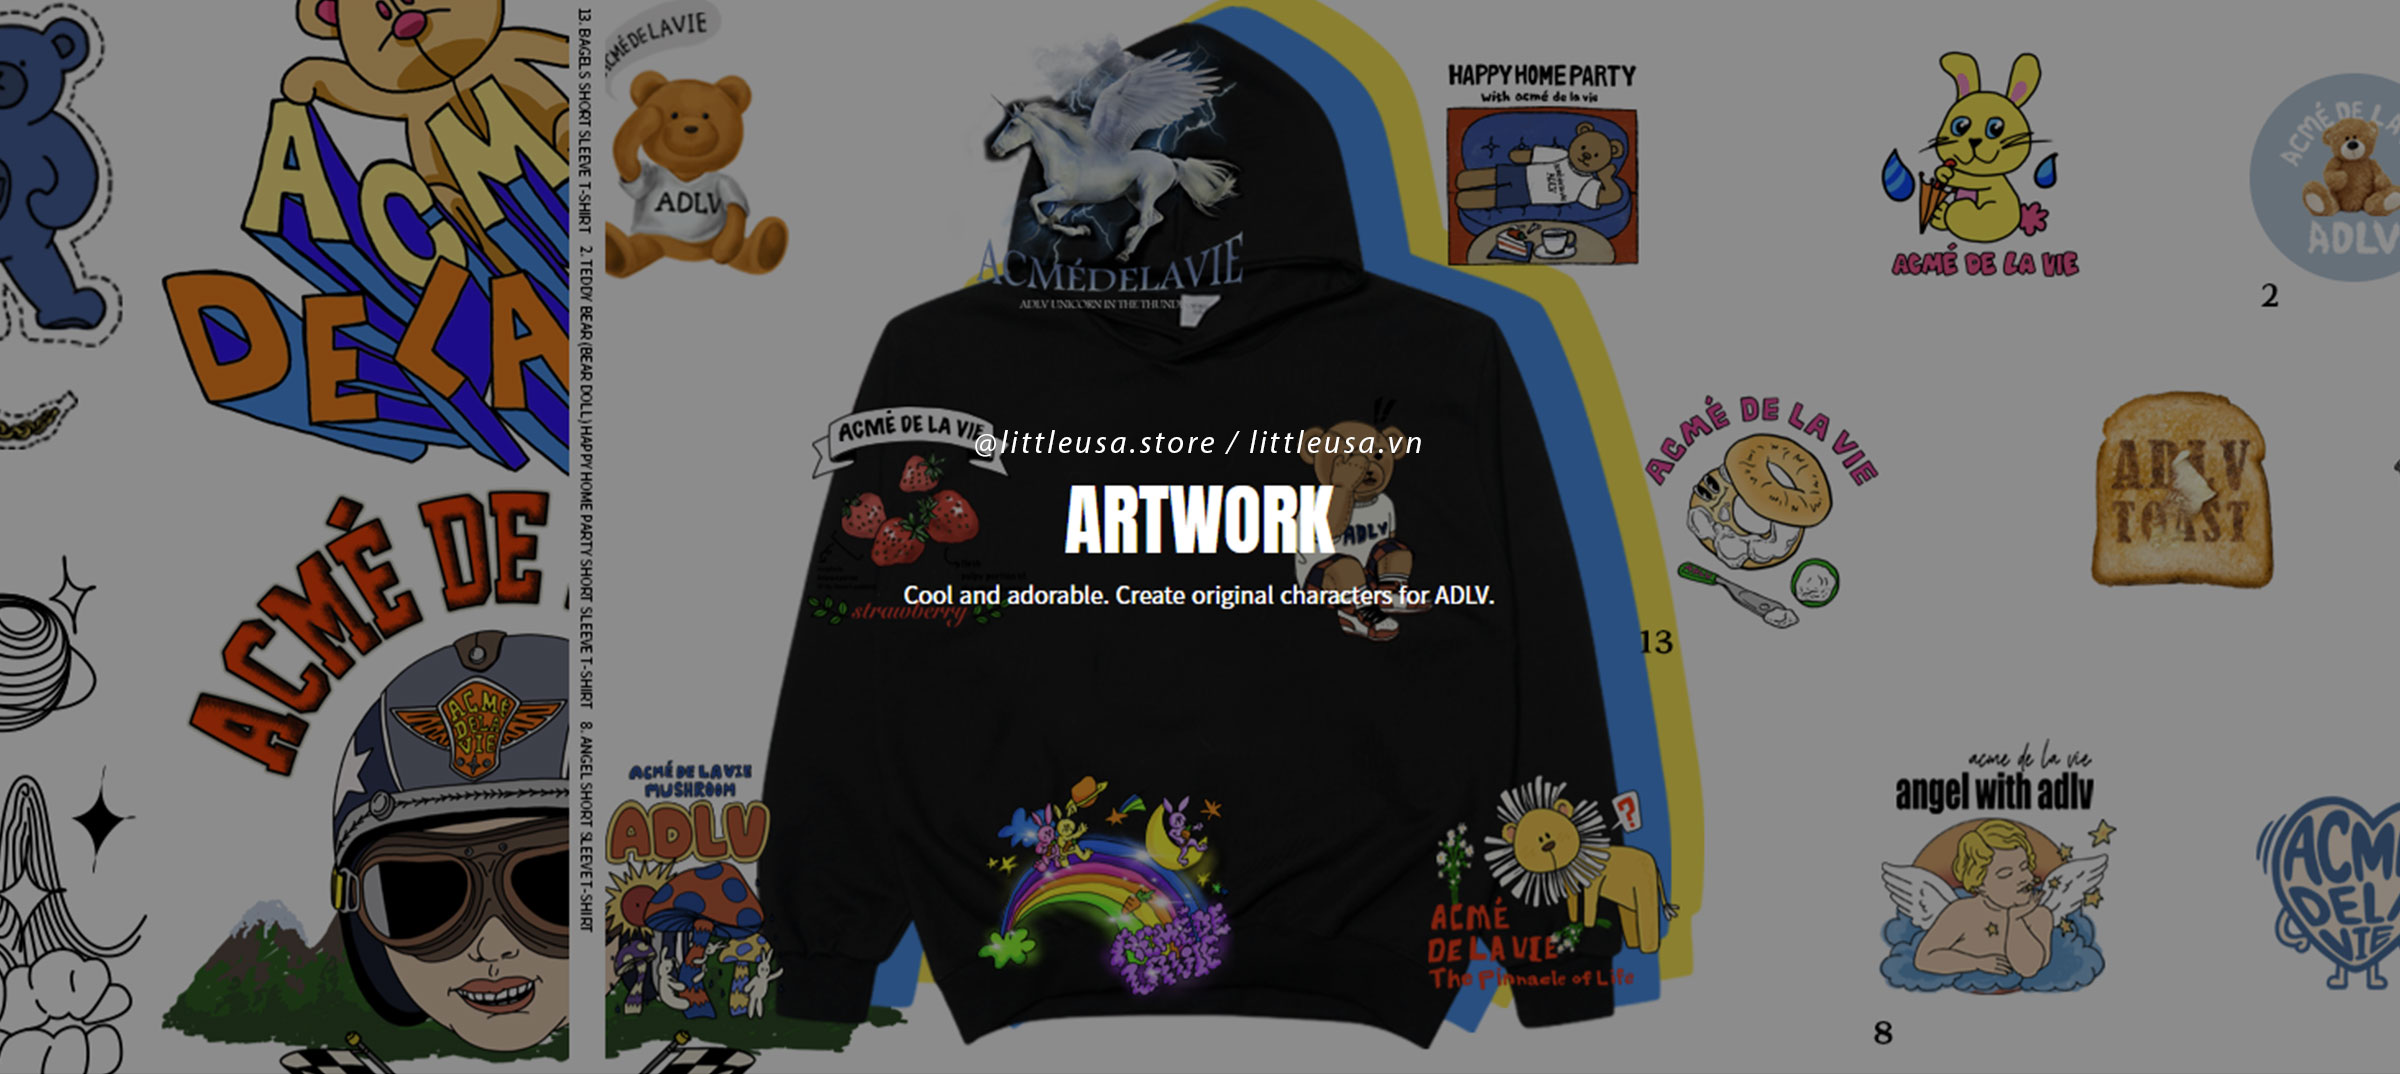 ACMÉ DE LA
13. BAGELS SHORT SLEEVE T-SHIRT 2. TEDDY BEAR (BEAR DOLL) HAPPY HOME PARTY SHORT SLEEVE T-SHIRT 8. ANGEL SHORT SLEEVE T-SHIRT
ACMÉDELAVIE
ADLV
ACMÉDELAVIE
ADLV UNICORN IN THE THUND
HAPPY HOME PARTY
with acmé de la vie
ADLV
ACMÉ DE LA VIE
ACMÉ DE LA
ADLV
2
ACMÉ DE LA VIE
strawberry
@littleusa.store / littleusa.vn
ARTWORK
Cool and adorable. Create original characters for ADLV.
ADLV
ACMÉ DE LA VIE
13
ADLV
TOAST
ACMÉ DE
ACME
DE LA
VIE
ACMÉ DE LA VIE
MUSHROOM
ADLV
ACMÉ DE LA VIE
?
ACMÉ
DE LA VIE
The Pinnacle of Life
acme de la vie
angel with adlv
8
ACMÉ
DE LA
VIE